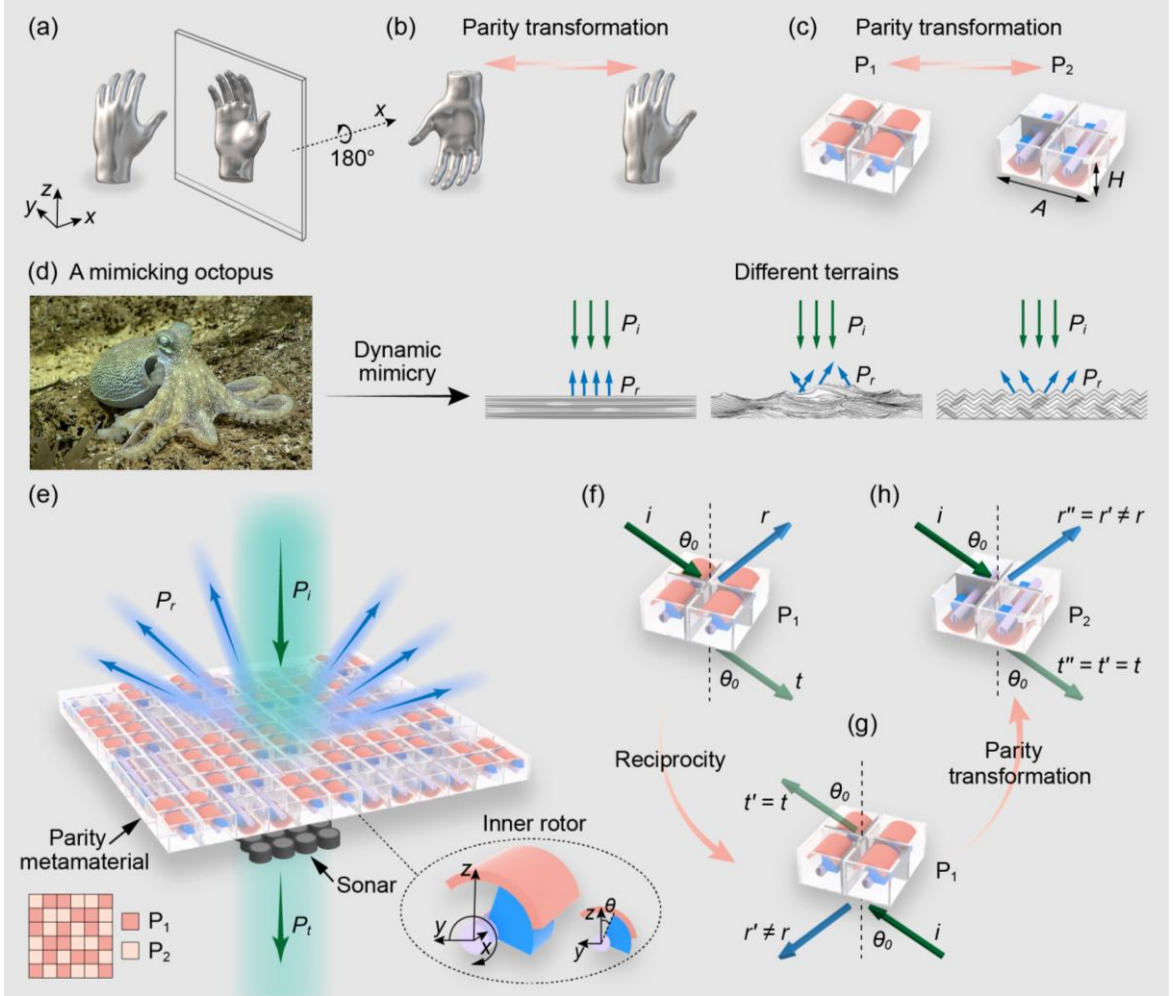 (a)
(b)
Parity transformation
(c)
Parity transformation
P₁
P₂
x
180°
z
y
x
H
A
(d) A mimicking octopus
Different terrains
Dynamic
mimicry
Pᵢ
Pᵣ
Pᵢ
Pᵣ
Pᵢ
Pᵣ
(e)
Pᵣ
Pᵢ
Parity
metamaterial
Sonar
Pₜ
P₁
P₂
Inner rotor
z
y
x
z
θ
y
(f)
i
r
θ₀
P₁
θ₀
t
Reciprocity
(h)
i
r″ = r′ ≠ r
θ₀
P₂
t″ = t′ = t
θ₀
(g)
Parity
transformation
t′ = t
θ₀
P₁
r′ ≠ r
θ₀
i